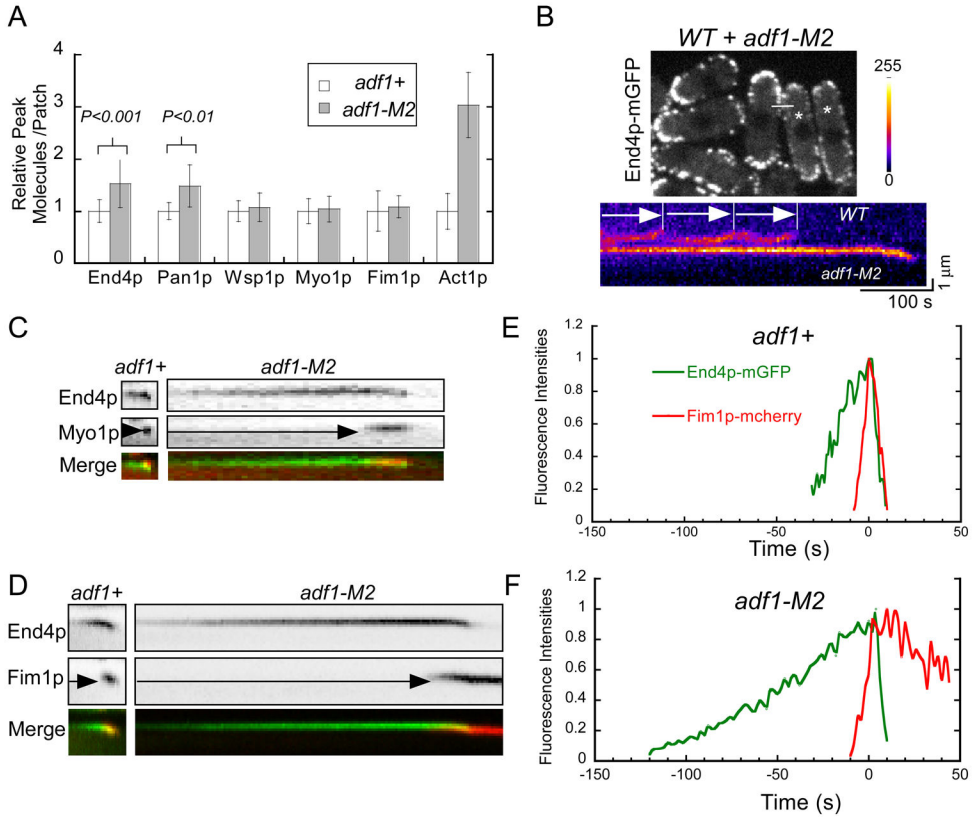 A
Relative Peak
Molecules /Patch
4
3
2
1
0
adf1+
adf1-M2
P<0.001
P<0.01
End4p Pan1p Wsp1p Myo1p Fim1p Act1p
B
WT + adf1-M2
End4p-mGFP
*
*
255
0
WT
adf1-M2
1 µm
100 s
C
adf1+
adf1-M2
End4p
Myo1p
Merge
D
adf1+
adf1-M2
End4p
Fim1p
Merge
E
adf1+
Fluorescence Intensities
1.2
1
0.8
0.6
0.4
0.2
0
End4p-mGFP
Fim1p-mcherry
-150 -100 -50 0 50
Time (s)
F
adf1-M2
Fluorescence Intensities
1.2
1
0.8
0.6
0.4
0.2
0
-150 -100 -50 0 50
Time (s)